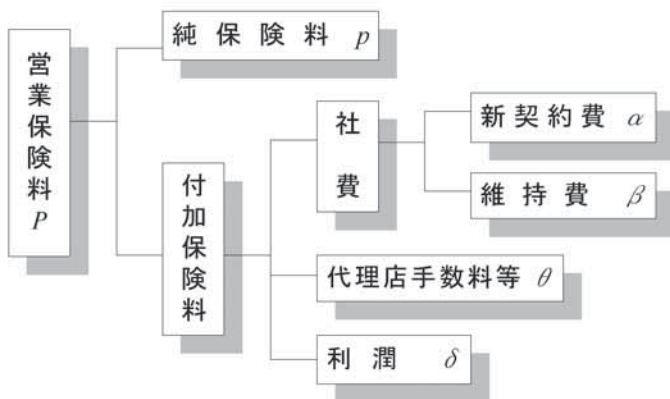 営業保険料 P
純保険料 p
付加保険料
社費
新契約費 α
維持費 β
代理店手数料等 θ
利潤 δ